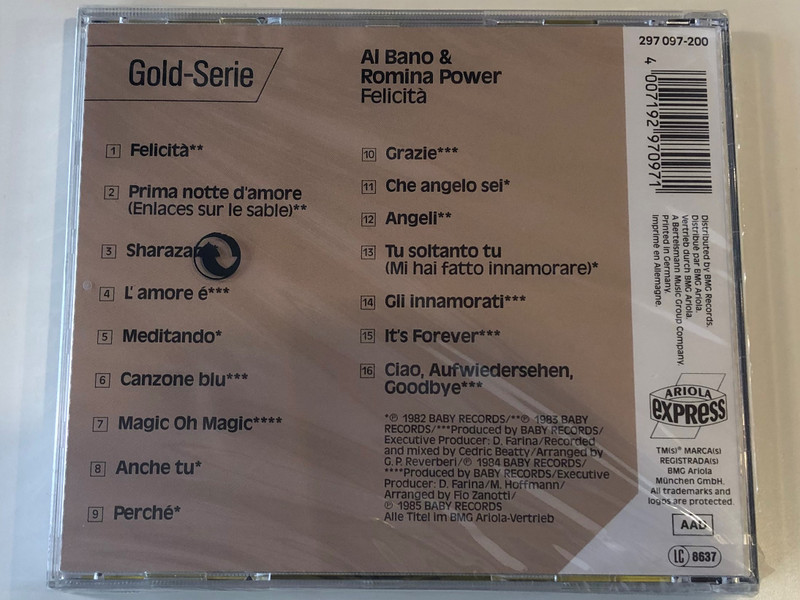 Gold-Serie
Al Bano &
Romina Power
Felicità
1 Felicità**
2 Prima notte d'amore
(Enlaces sur le sable)**
3
4 L' amore é***
5 Meditando*
6 Canzone blu***
7 Magic Oh Magic****
8 Anche tu*
9 Perché*
10 Grazie***
11 Che angelo sei*
12 Angeli**
13 Tu soltanto tu
(Mi hai fatto innamorare)*
14 Gli innamorati***
15 It's Forever***
16 Ciao, Aufwiedersehen,
Goodbye***
*℗ 1982 BABY RECORDS/**℗ 1983 BABY
RECORDS/***Produced by BABY RECORDS/
Executive Producer: D. Farina/Recorded
and mixed by Cedric Beatty/Arranged by
G.P. Reverberi/℗ 1984 BABY RECORDS/
****Produced by BABY RECORDS/Executive
Producer: D. Farina/M. Hoffmann/
Arranged by Fio Zanotti/
℗ 1985 BABY RECORDS
Alle Titel im BMG Ariola-Vertrieb
297 097-200
4 007192 970971
Distributed by BMG Records.
Distribué par BMG Ariola.
Vertrieb durch BMG Ariola.
A Bertelsmann Music Group Company.
Printed in Germany.
Imprimé en Allemagne.
ARIOLA
EXPRESS
TM(S)® MARCA(S)
REGISTRADA(S)
BMG Ariola
München GmbH.
All trademarks and
logos are protected.
AAD
LC 8637